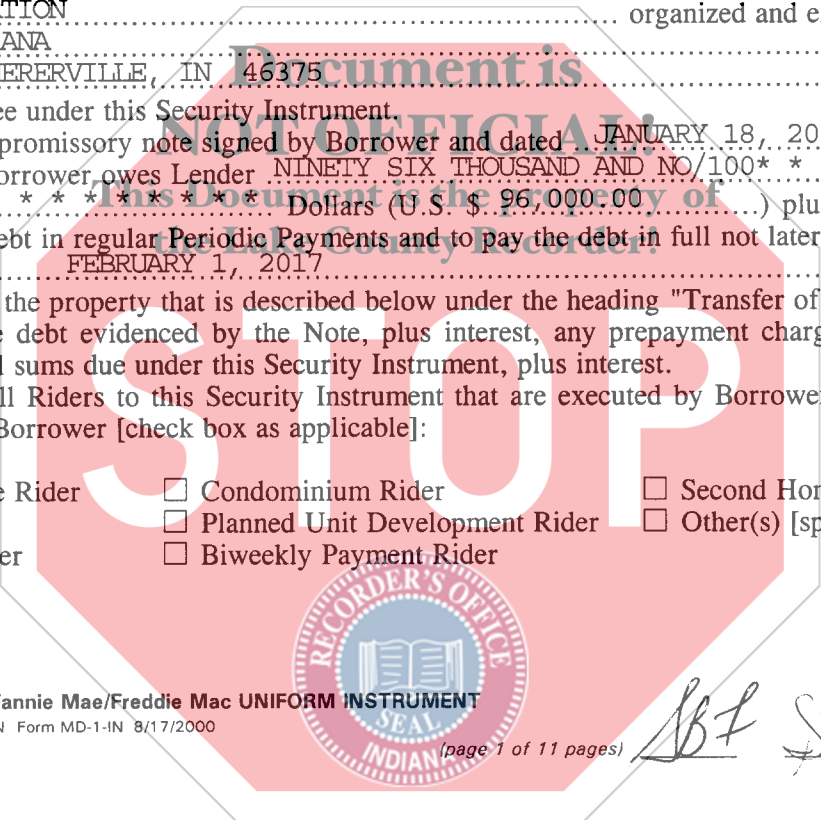 TION organized and e
ANA
ERERVILLE, IN 46375
Document is
ee under this Security Instrument.
NOT OFFICIAL!
promissory note signed by Borrower and dated JANUARY 18, 20
orrower owes Lender NINETY SIX THOUSAND AND NO/100* *
This Document is the property of
* * * * * * * * * Dollars (U.S. $ 96,000.00 ) plu
ebt in regular Periodic Payments and to pay the debt in full not later
the Lake County Recorder!
FEBRUARY 1, 2017
the property that is described below under the heading "Transfer of
e debt evidenced by the Note, plus interest, any prepayment charg
l sums due under this Security Instrument, plus interest.
ll Riders to this Security Instrument that are executed by Borrower
Borrower [check box as applicable]:
STOP
e Rider ☐ Condominium Rider ☐ Second Hom
☐ Planned Unit Development Rider ☐ Other(s) [sp
er ☐ Biweekly Payment Rider
RECORDER'S OFFICE
SEAL
INDIANA
annie Mae/Freddie Mac UNIFORM INSTRUMENT
N Form MD-1-IN 8/17/2000
(page 1 of 11 pages)